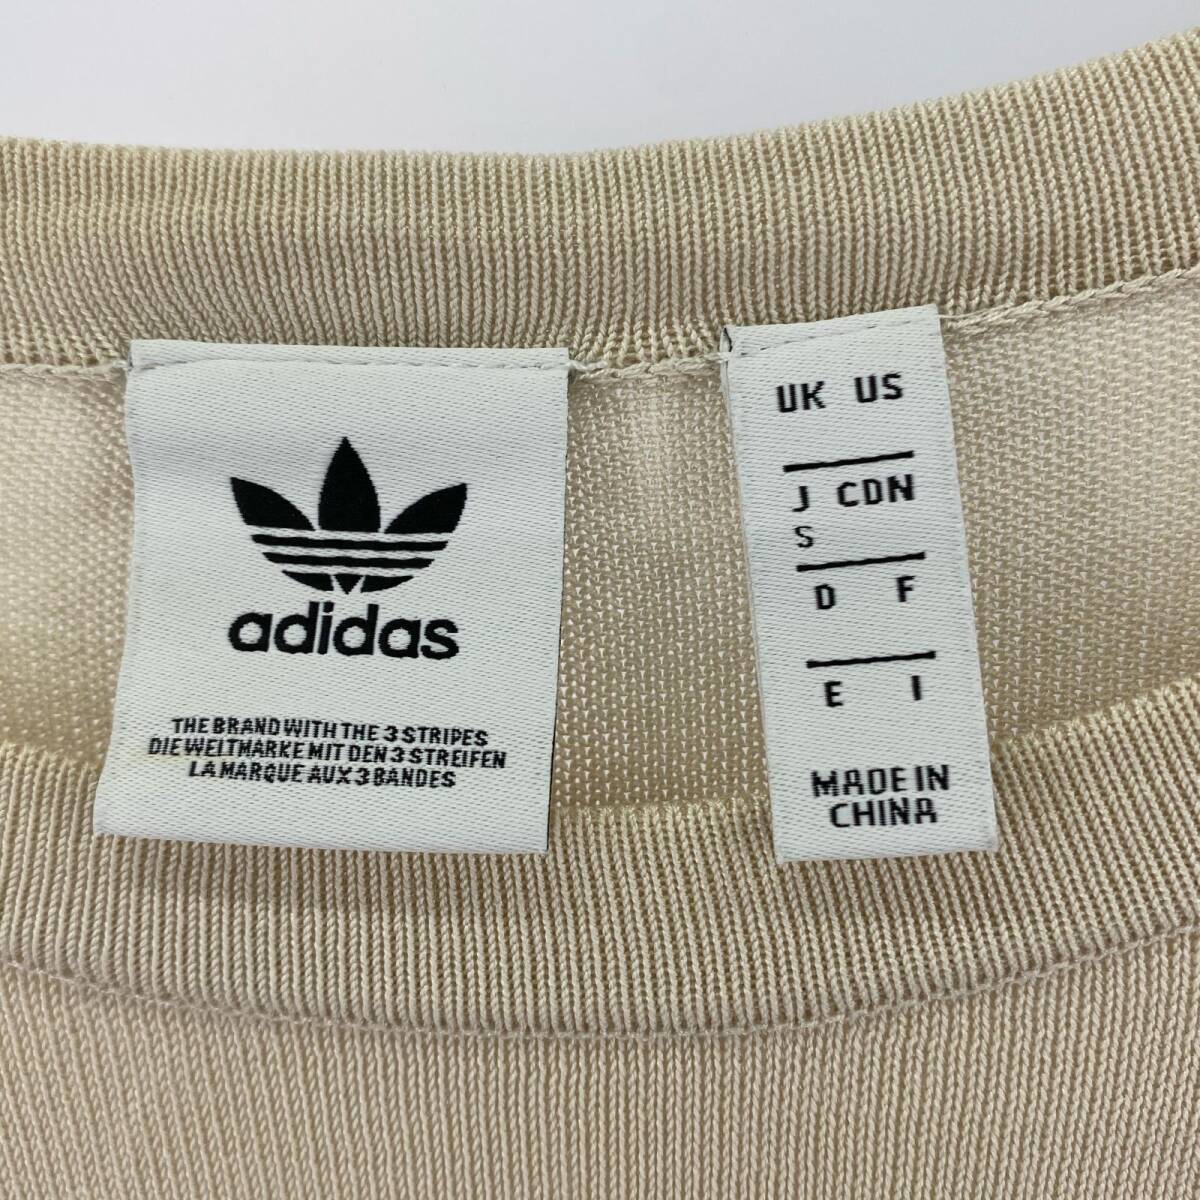 adidas
THE BRAND WITH THE 3 STRIPES
DIE WELTMARKE MIT DEN 3 STREIFEN
LA MARQUE AUX 3 BANDES
UK US
J CDN
S
D F
E I
MADE IN
CHINA